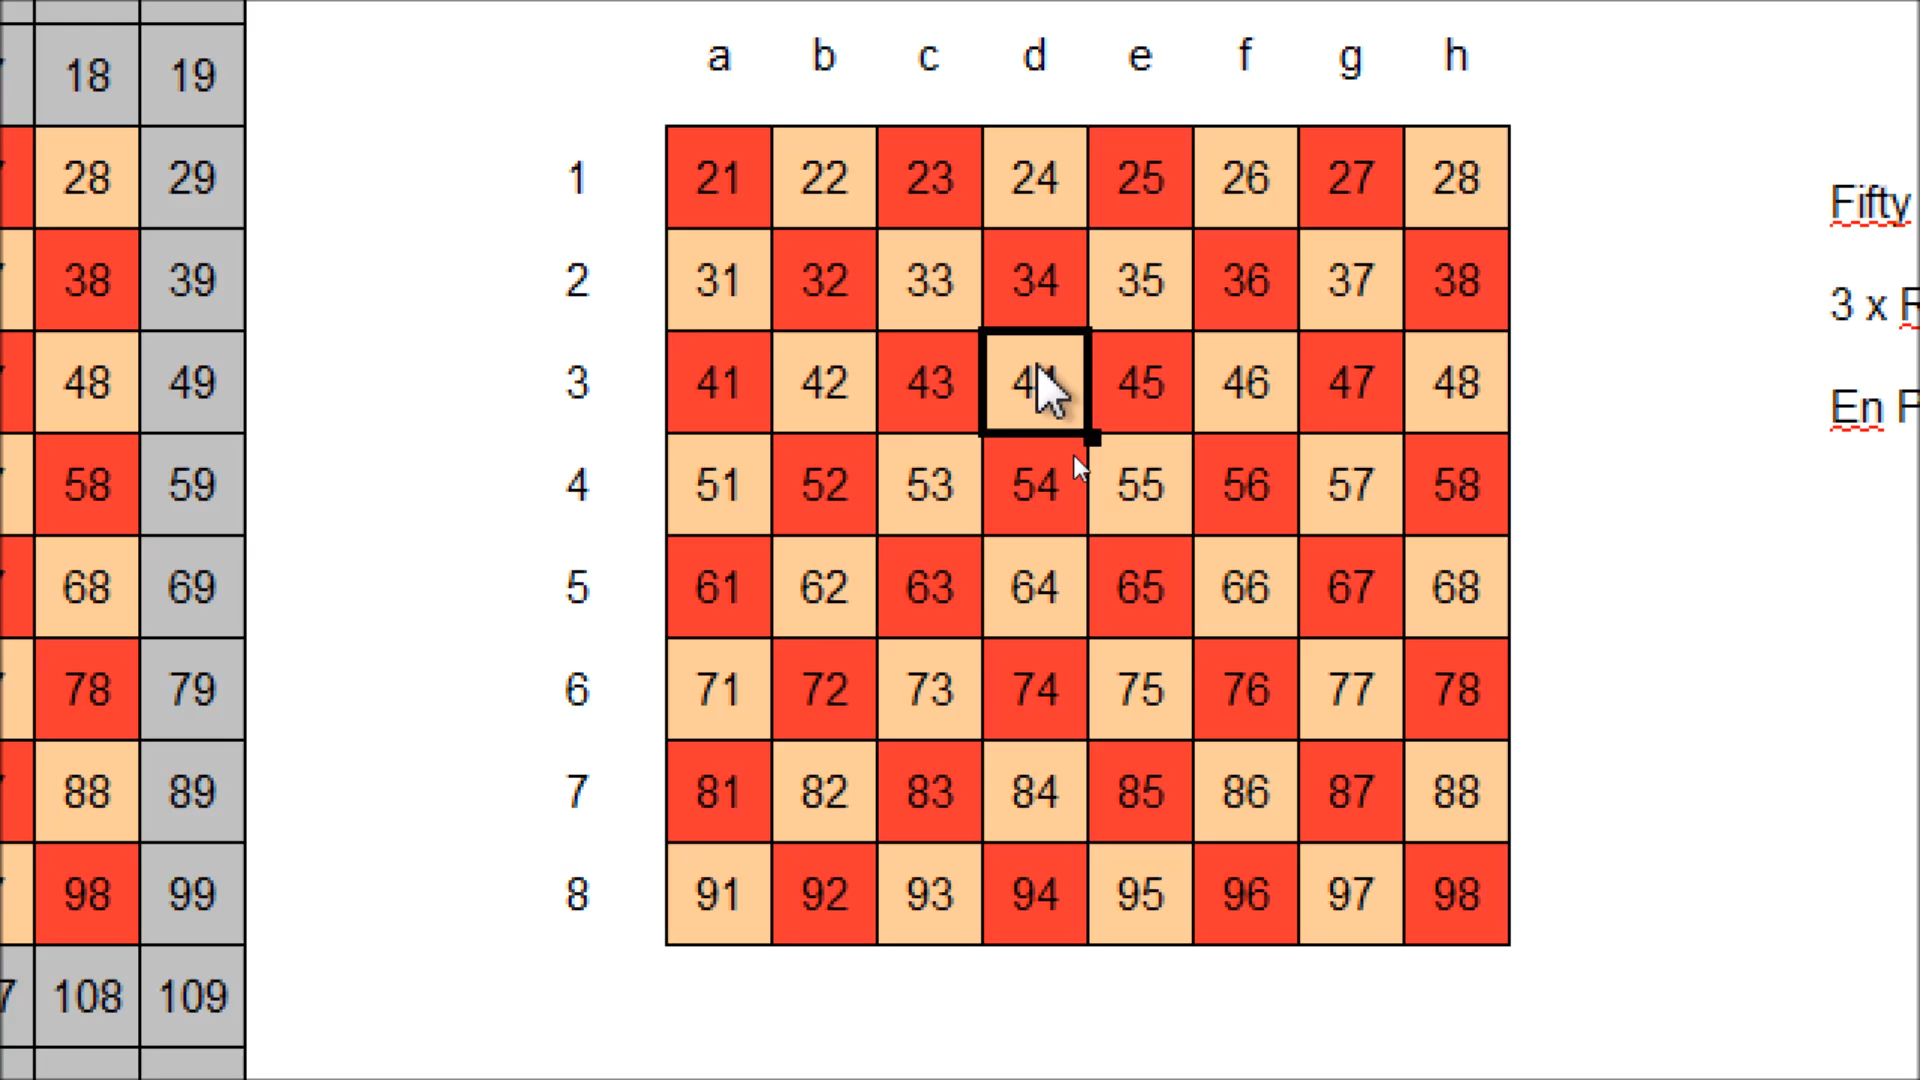 a b c d e f g h
18 19
1 21 22 23 24 25 26 27 28
28 29
Fifty
2 31 32 33 34 35 36 37 38
38 39
3 x
3 41 42 43 44 45 46 47 48
48 49
En
4 51 52 53 54 55 56 57 58
58 59
5 61 62 63 64 65 66 67 68
68 69
6 71 72 73 74 75 76 77 78
78 79
7 81 82 83 84 85 86 87 88
88 89
8 91 92 93 94 95 96 97 98
98 99
108 109